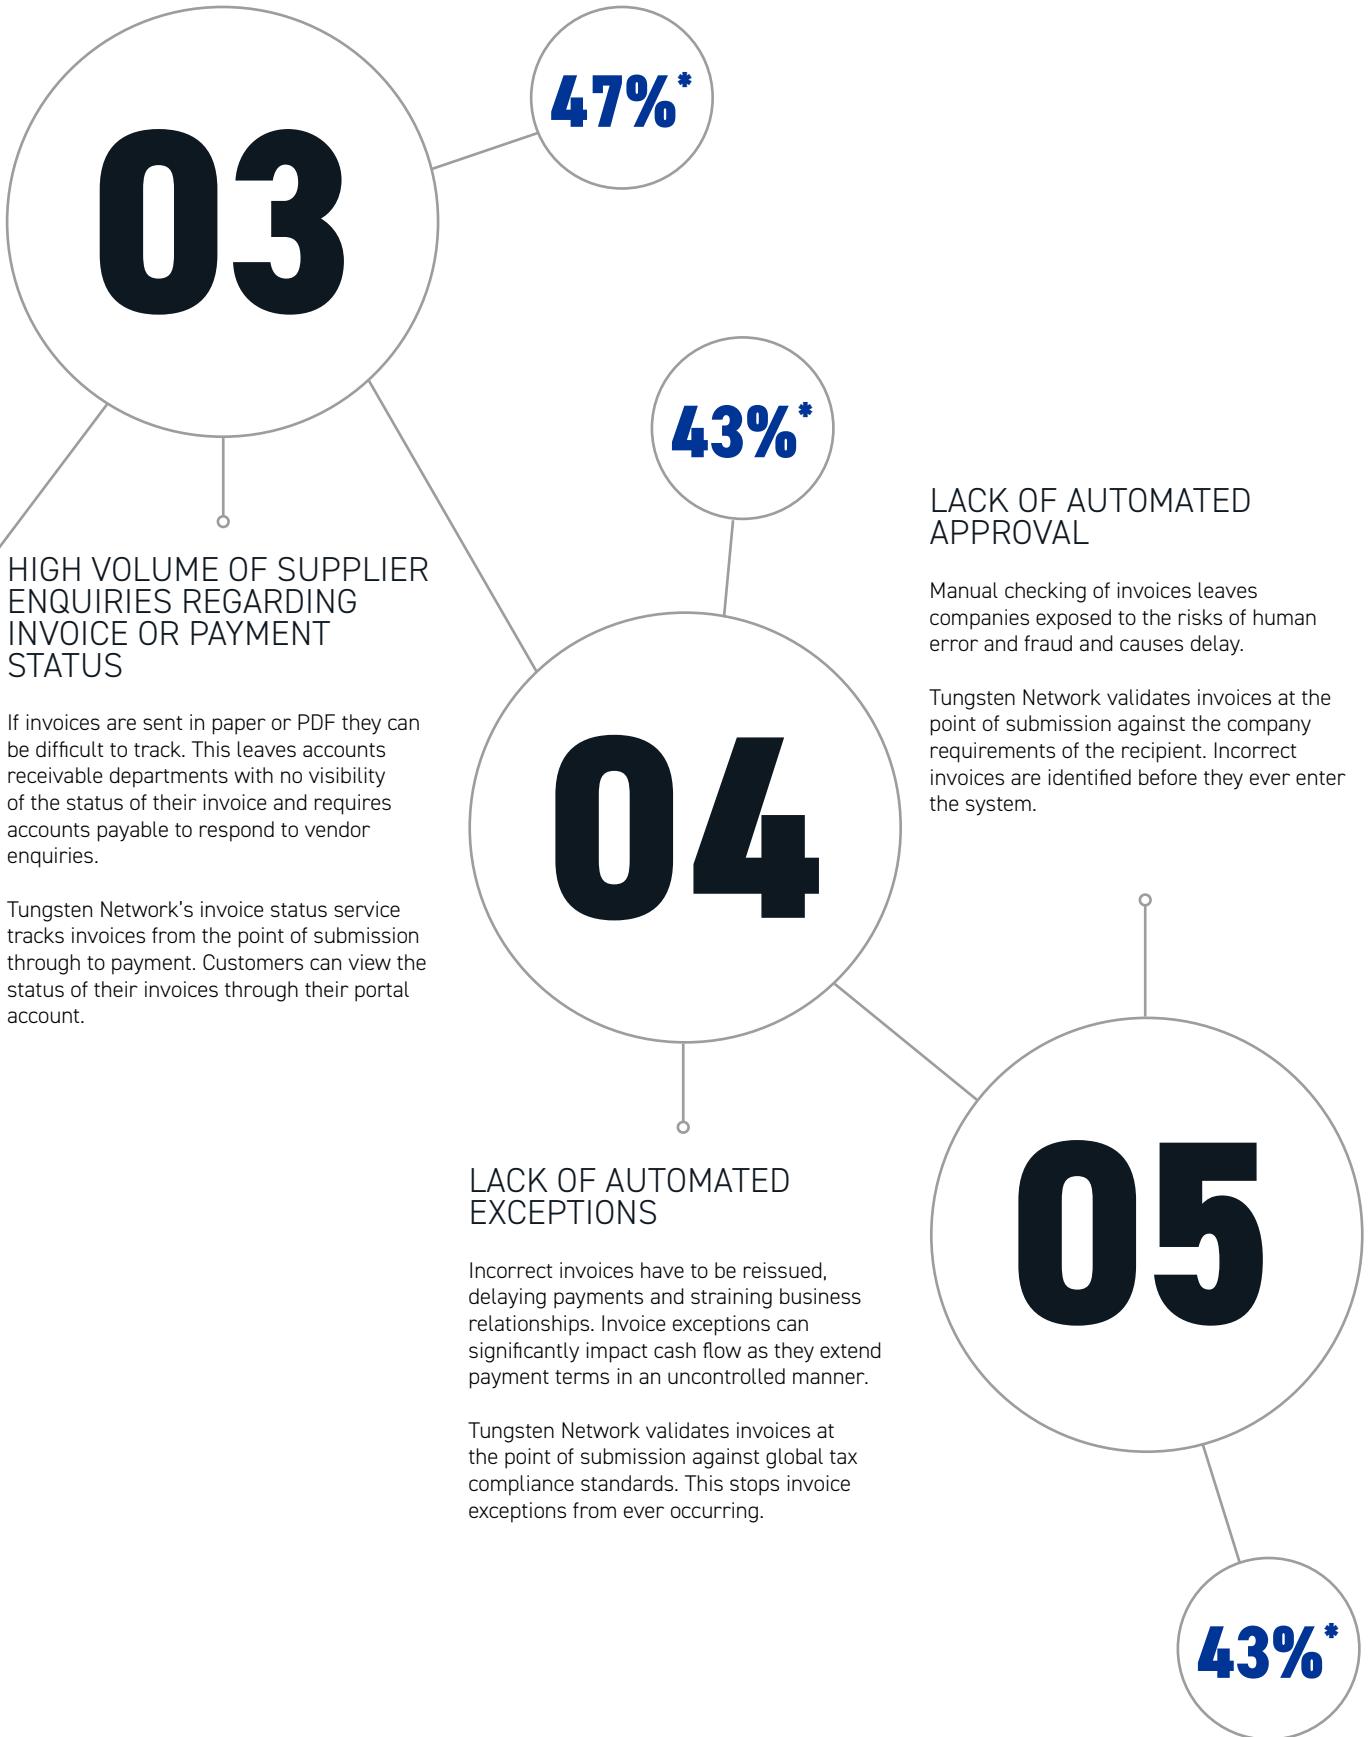 03
47%*
HIGH VOLUME OF SUPPLIER
ENQUIRIES REGARDING
INVOICE OR PAYMENT
STATUS
If invoices are sent in paper or PDF they can
be difficult to track. This leaves accounts
receivable departments with no visibility
of the status of their invoice and requires
accounts payable to respond to vendor
enquiries.
Tungsten Network’s invoice status service
tracks invoices from the point of submission
through to payment. Customers can view the
status of their invoices through their portal
account.
43%*
04
LACK OF AUTOMATED
EXCEPTIONS
Incorrect invoices have to be reissued,
delaying payments and straining business
relationships. Invoice exceptions can
significantly impact cash flow as they extend
payment terms in an uncontrolled manner.
Tungsten Network validates invoices at
the point of submission against global tax
compliance standards. This stops invoice
exceptions from ever occurring.
LACK OF AUTOMATED
APPROVAL
Manual checking of invoices leaves
companies exposed to the risks of human
error and fraud and causes delay.
Tungsten Network validates invoices at the
point of submission against the company
requirements of the recipient. Incorrect
invoices are identified before they ever enter
the system.
05
43%*